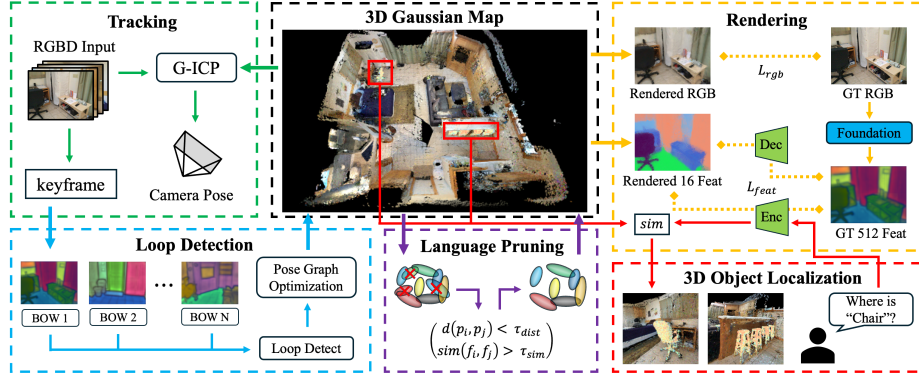 Tracking
RGBD Input
G-ICP
keyframe
Camera Pose
3D Gaussian Map
Rendering
L_rgb
Rendered RGB
GT RGB
Foundation
Dec
Rendered 16 Feat
L_feat
Enc
GT 512 Feat
sim
Loop Detection
BOW 1
BOW 2
...
BOW N
Pose Graph
Optimization
Loop Detect
Language Pruning
d(p_i, p_j) < τ_dist
sim(f_i, f_j) > τ_sim
3D Object Localization
Where is
“Chair”?